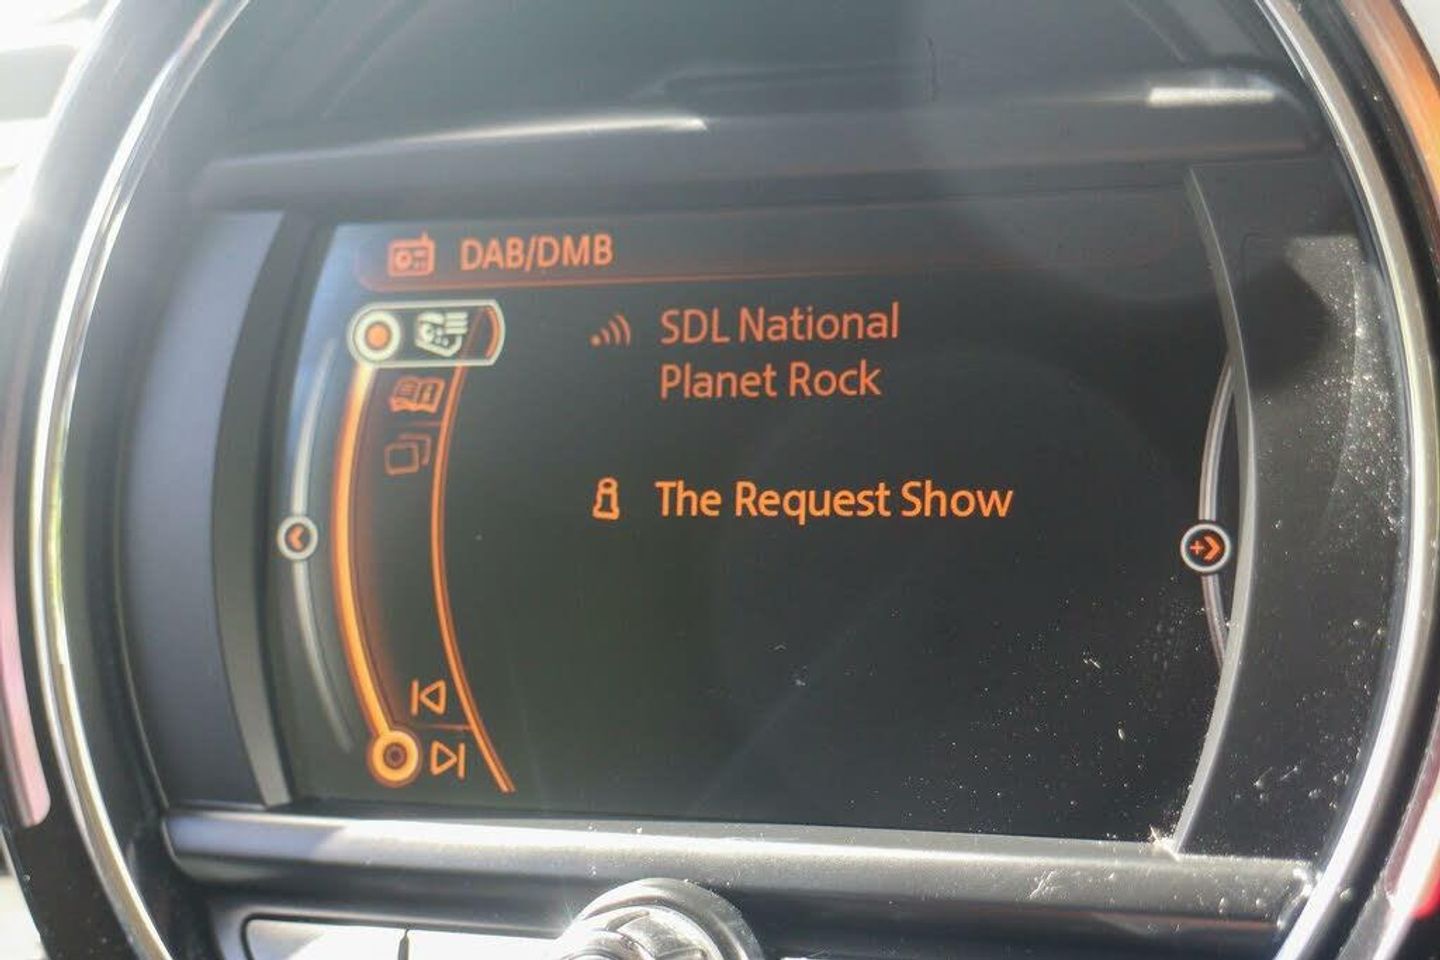 DAB/DMB
SDL National
Planet Rock
The Request Show